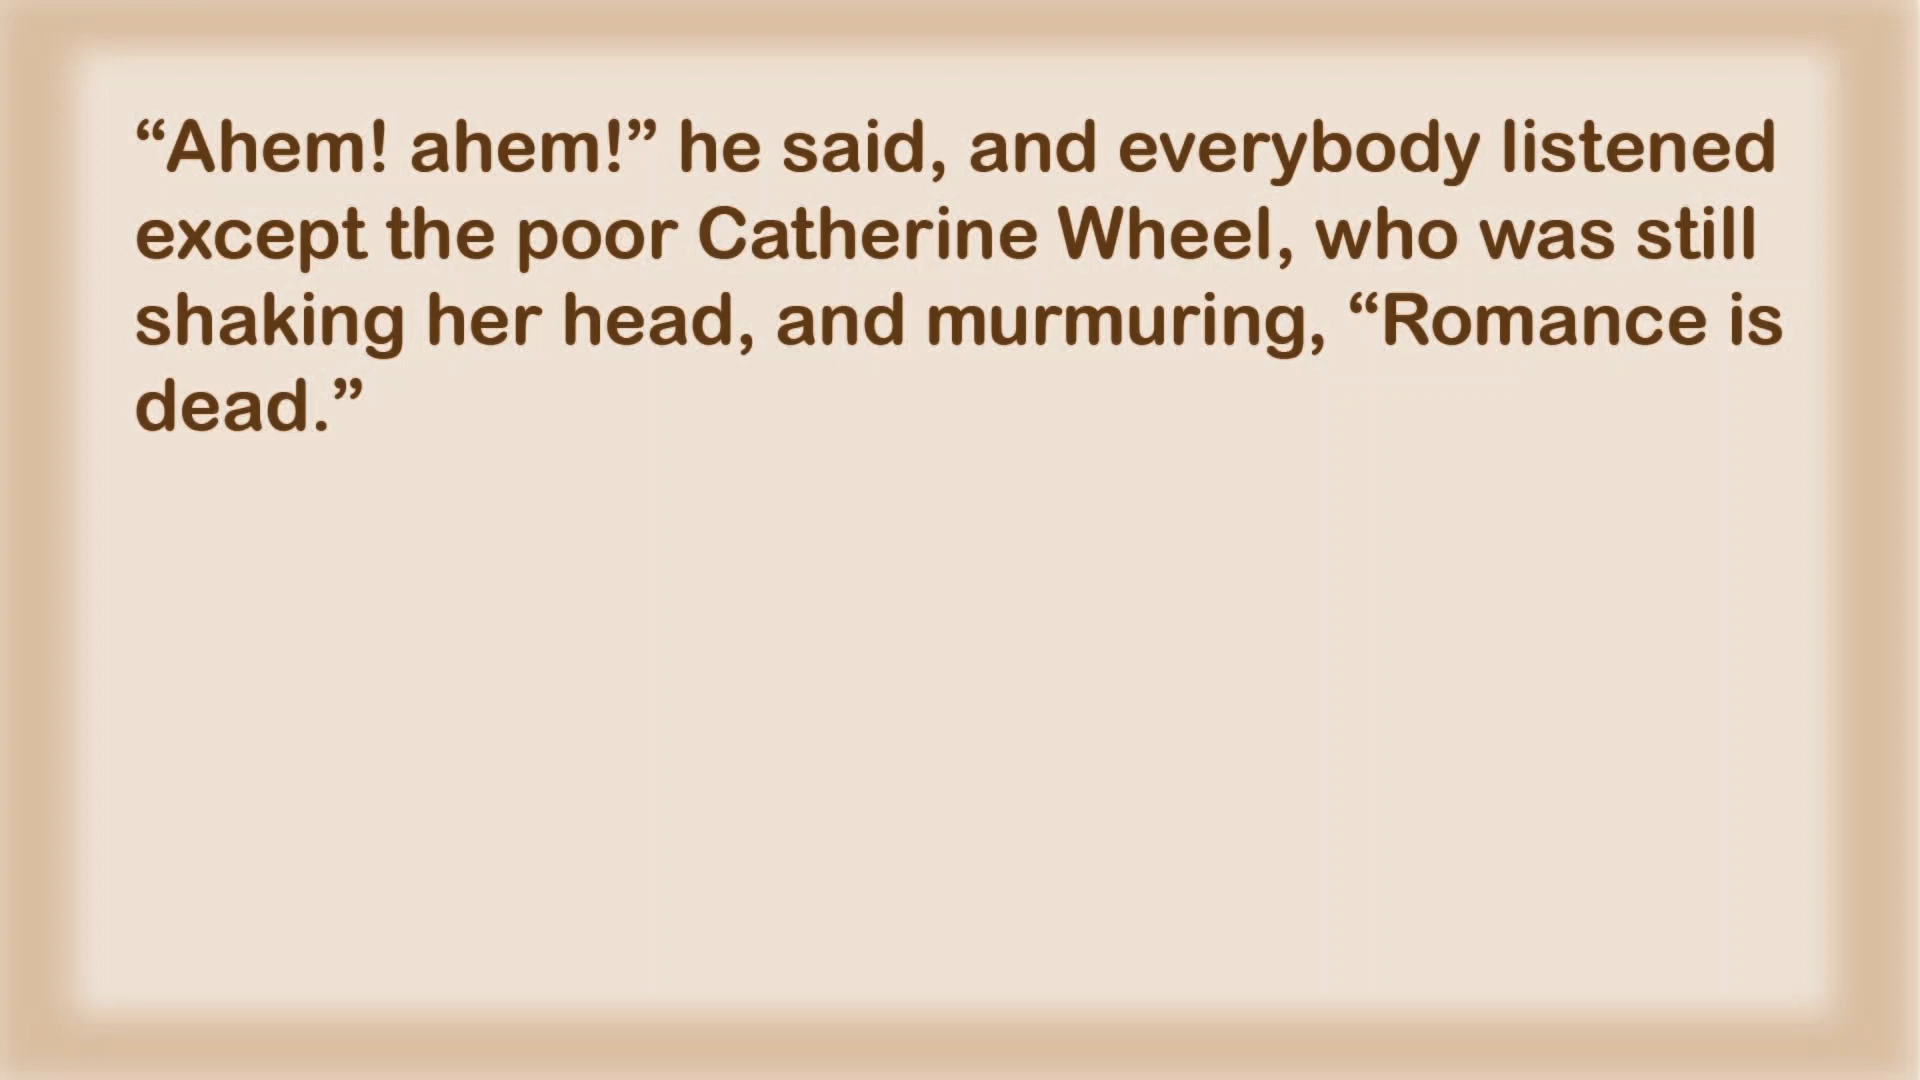 “Ahem! ahem!” he said, and everybody listened
except the poor Catherine Wheel, who was still
shaking her head, and murmuring, “Romance is
dead.”